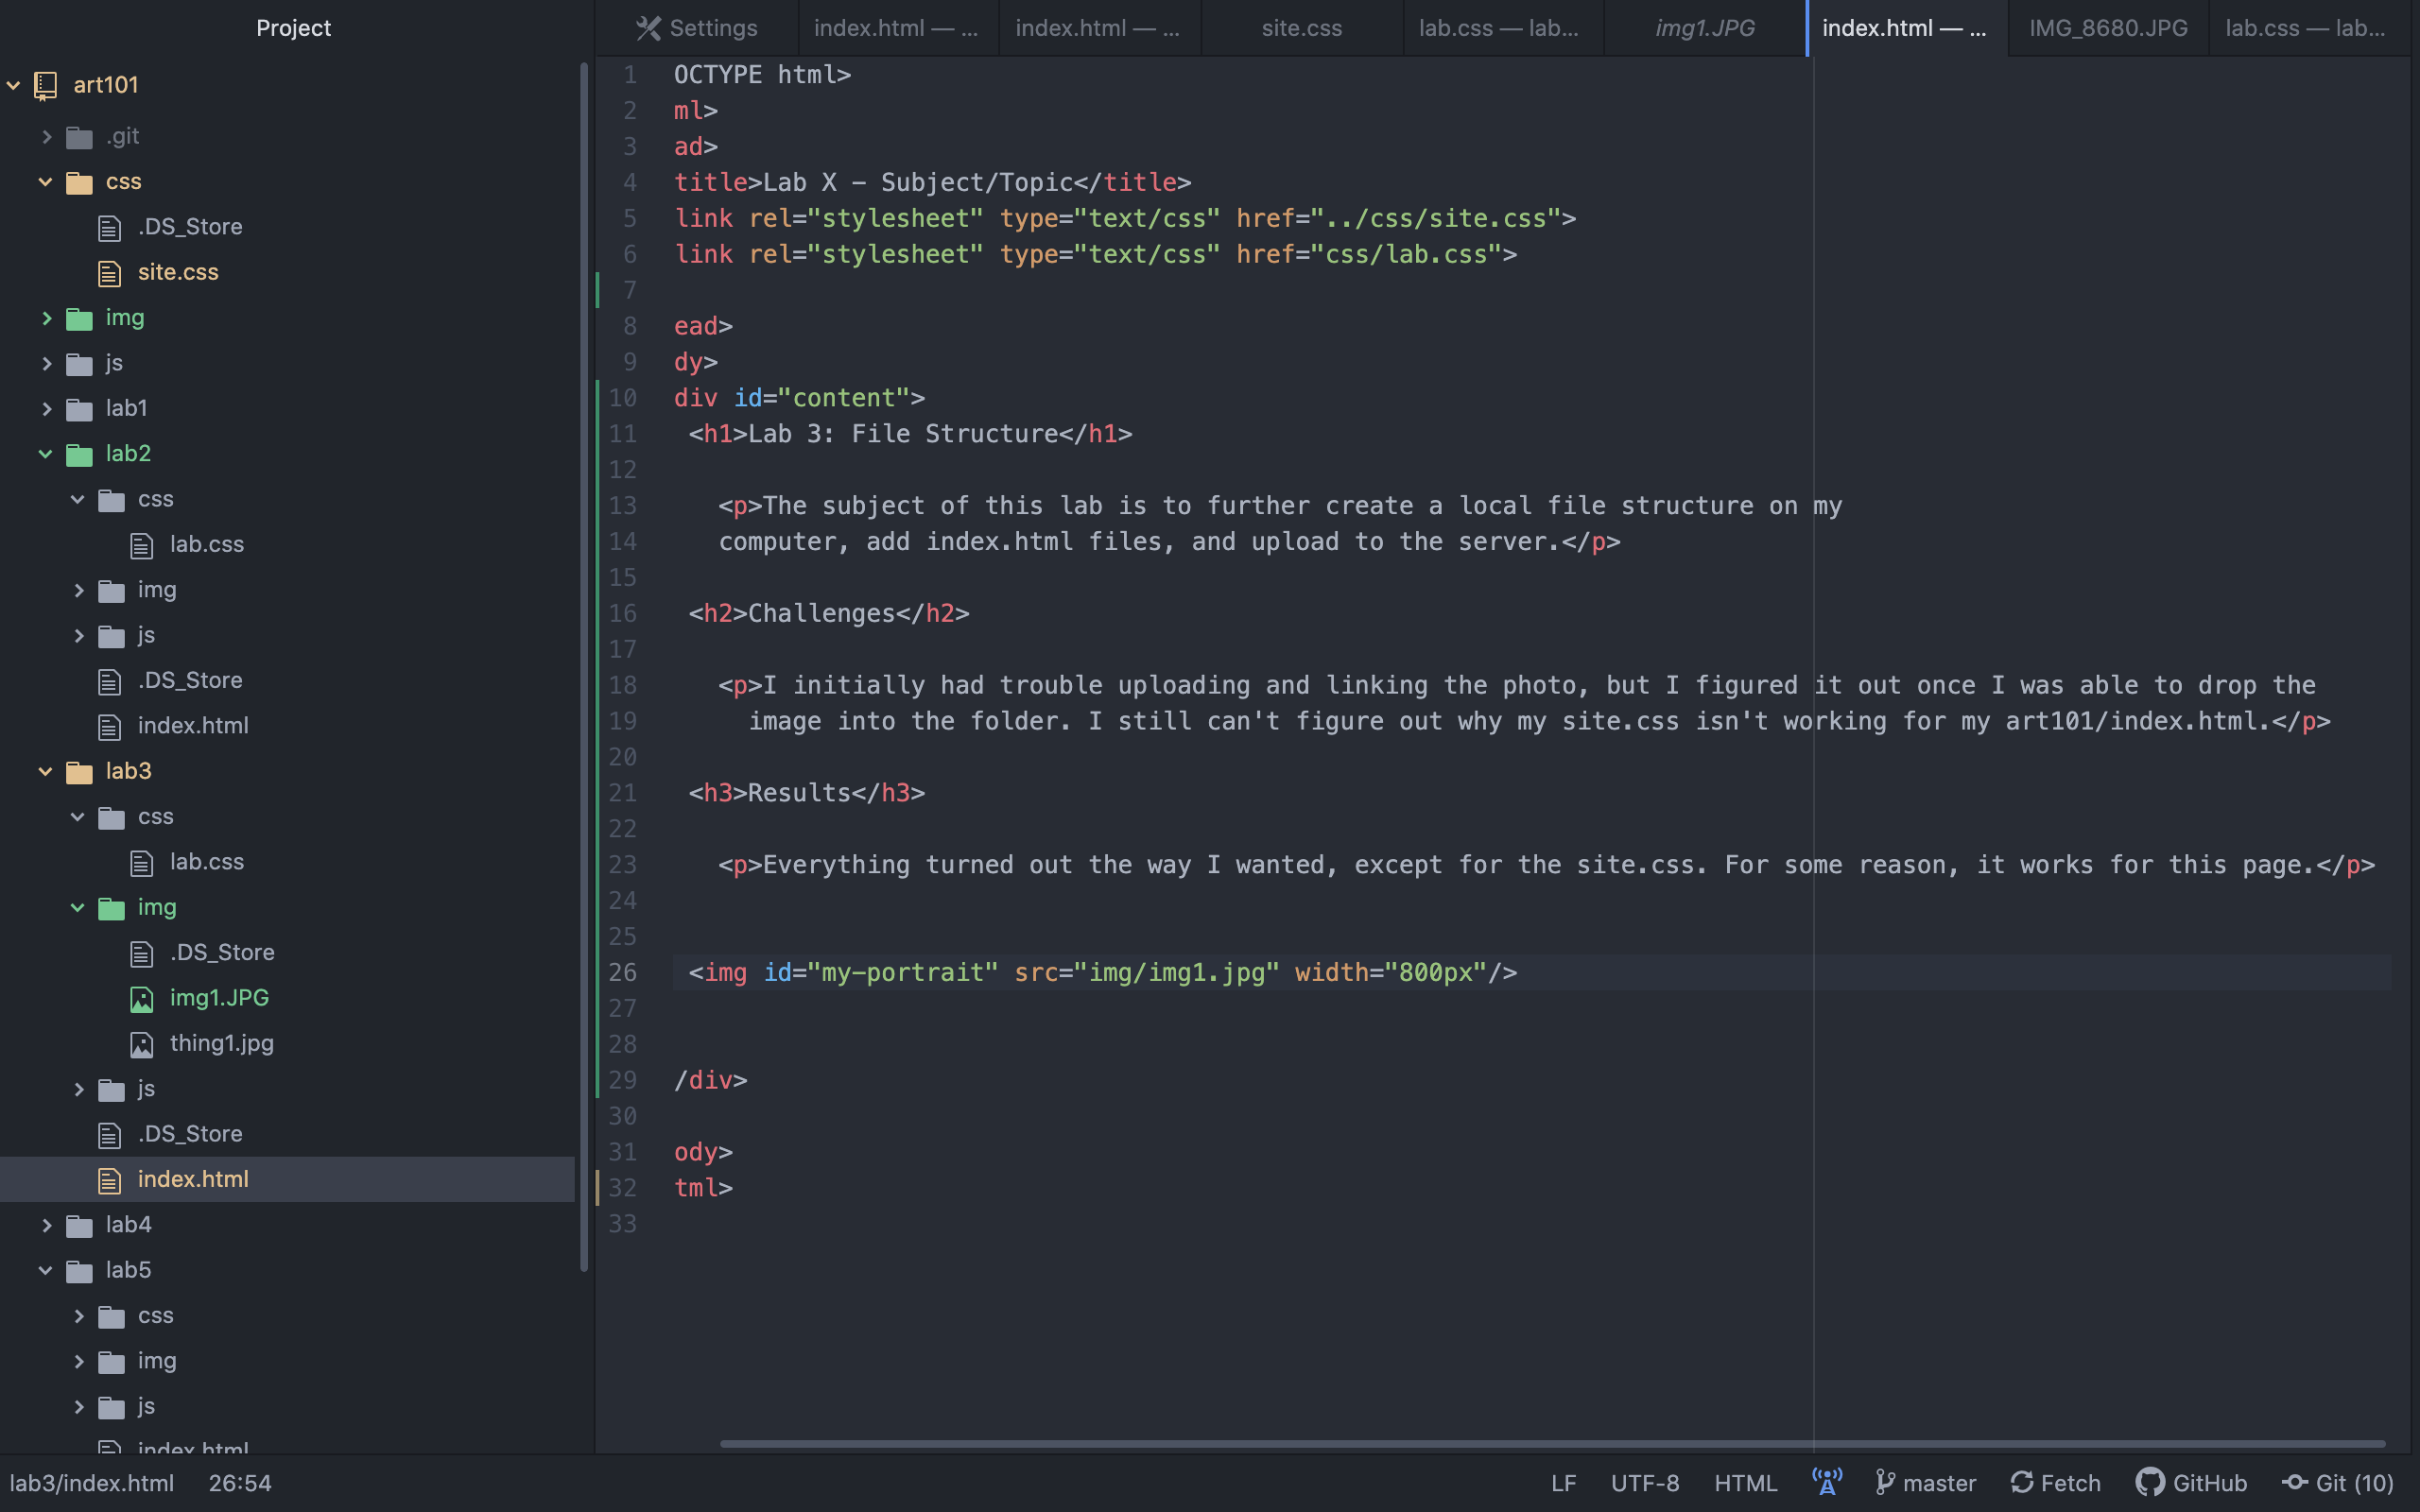 Project
art101
.git
css
.DS_Store
site.css
img
js
lab1
lab2
css
lab.css
img
js
.DS_Store
index.html
lab3
css
lab.css
img
.DS_Store
img1.JPG
thing1.jpg
js
.DS_Store
index.html
lab4
lab5
css
img
js
index.html
Settings
index.html — ...
index.html — ...
site.css
lab.css — lab...
img1.JPG
index.html — ...
IMG_8680.JPG
lab.css — lab...
1 OCTYPE html>
2 ml>
3 ad>
4 title>Lab X - Subject/Topic</title>
5 link rel="stylesheet" type="text/css" href="../css/site.css">
6 link rel="stylesheet" type="text/css" href="css/lab.css">
7
8 ead>
9 dy>
10 div id="content">
11 <h1>Lab 3: File Structure</h1>
12
13 <p>The subject of this lab is to further create a local file structure on my
14 computer, add index.html files, and upload to the server.</p>
15
16 <h2>Challenges</h2>
17
18 <p>I initially had trouble uploading and linking the photo, but I figured it out once I was able to drop the
19 image into the folder. I still can't figure out why my site.css isn't working for my art101/index.html.</p>
20
21 <h3>Results</h3>
22
23 <p>Everything turned out the way I wanted, except for the site.css. For some reason, it works for this page.</p>
24
25
26 <img id="my-portrait" src="img/img1.jpg" width="800px"/>
27
28
29 /div>
30
31 ody>
32 tml>
33
lab3/index.html 26:54 LF UTF-8 HTML master Fetch GitHub Git (10)